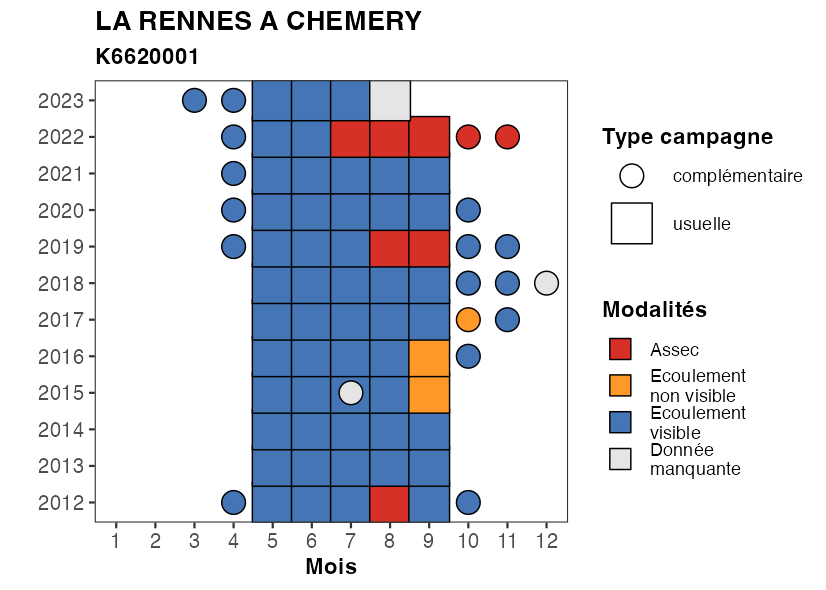 LA RENNES A CHEMERY
K6620001
2023
2022
2021
2020
2019
2018
2017
2016
2015
2014
2013
2012
1 2 3 4 5 6 7 8 9 10 11 12
Mois
Type campagne
complémentaire
usuelle
Modalités
Assec
Ecoulement
non visible
Ecoulement
visible
Donnée
manquante